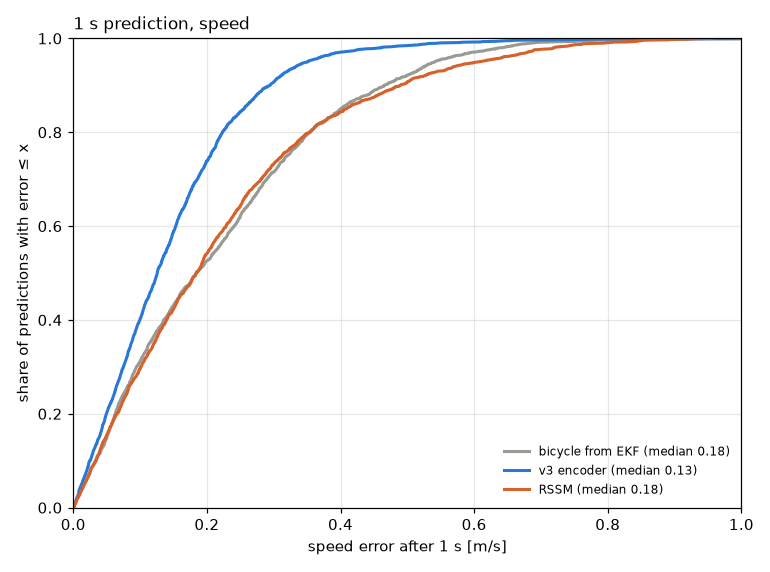 1 s prediction, speed
share of predictions with error ≤ x
1.0
0.8
0.6
0.4
0.2
0.0
bicycle from EKF (median 0.18)
v3 encoder (median 0.13)
RSSM (median 0.18)
0.0 0.2 0.4 0.6 0.8 1.0
speed error after 1 s [m/s]